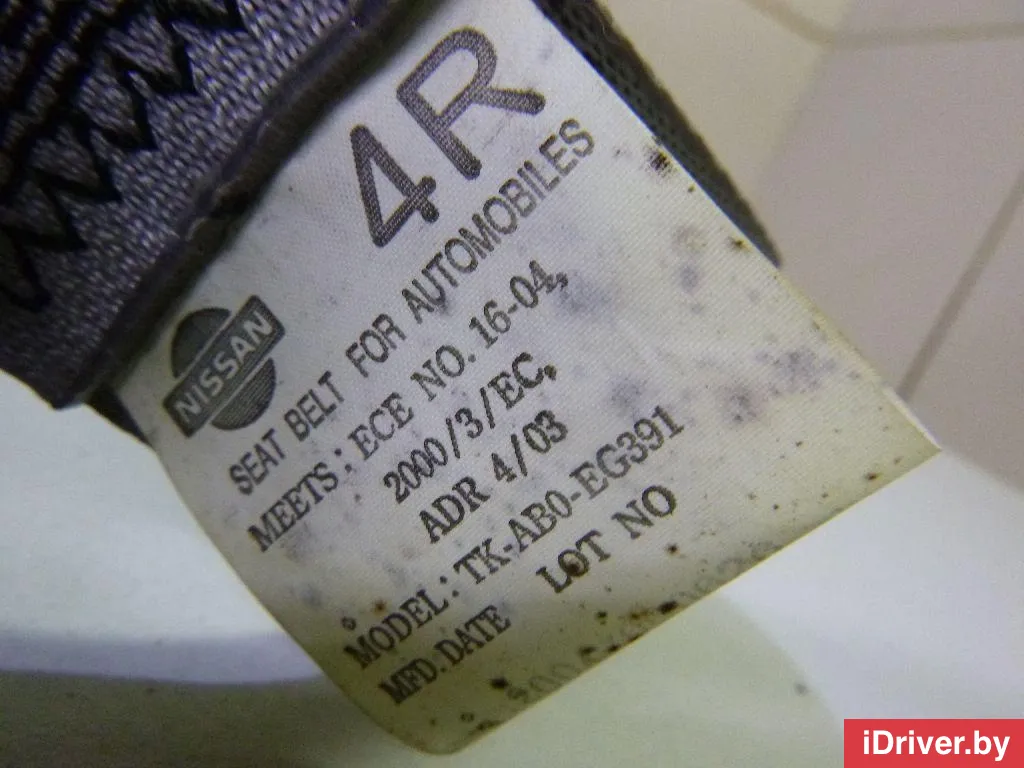 4R
NISSAN
SEAT BELT FOR AUTOMOBILES
MEETS: ECE NO. 16-04,
2000/3/EC,
ADR 4/03
MODEL: TK-AB0-EG391
MFD. DATE LOT NO
iDriver.by